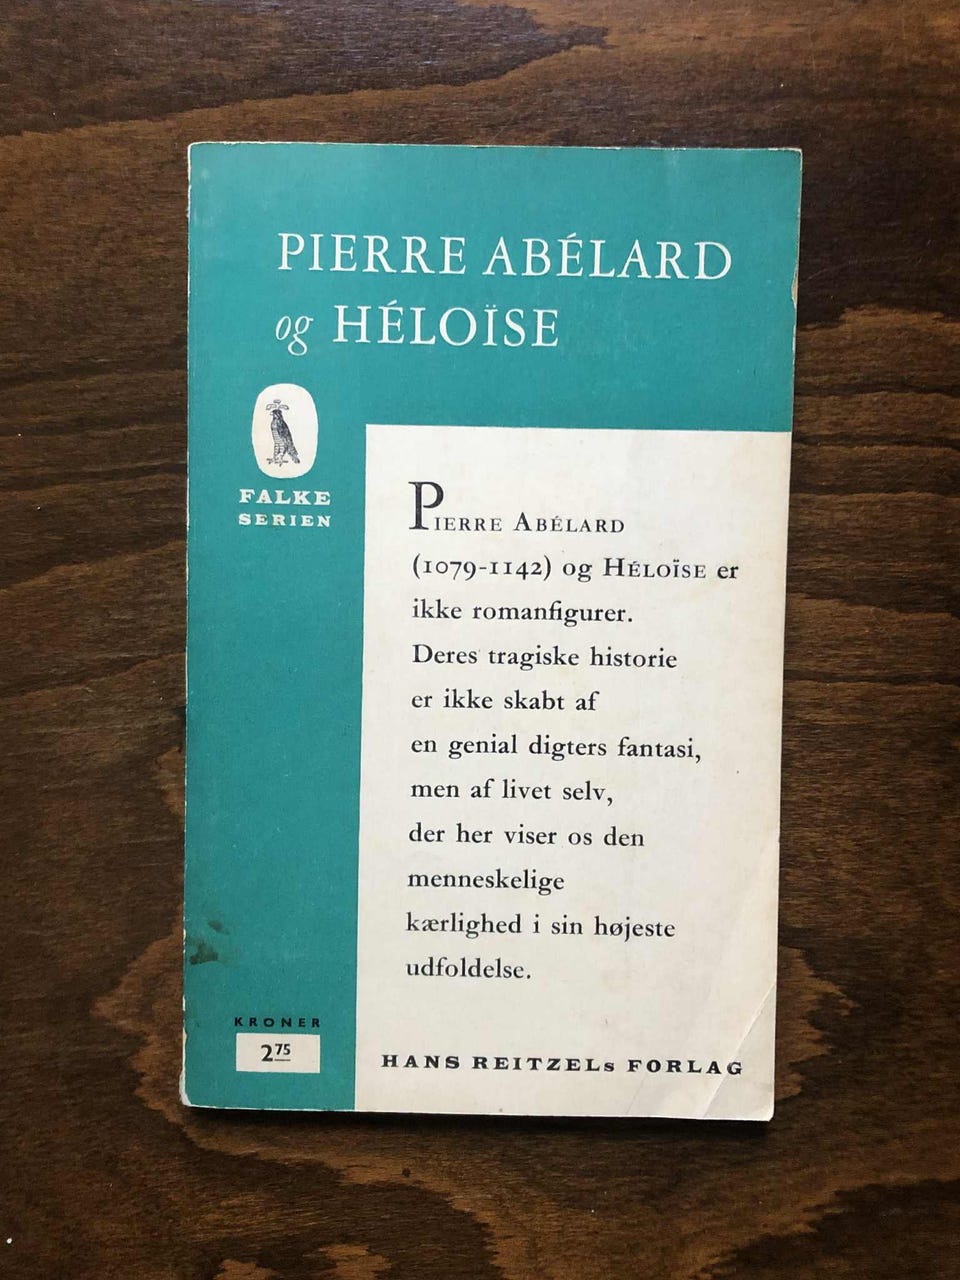 PIERRE ABÉLARD
og HÉLOÏSE
FALKE
SERIEN
PIERRE ABÉLARD
(1079-1142) og HÉLOÏSE er
ikke romanfigurer.
Deres tragiske historie
er ikke skabt af
en genial digters fantasi,
men af livet selv,
der her viser os den
menneskelige
kærlighed i sin højeste
udfoldelse.
KRONER
2 75
HANS REITZELs FORLAG